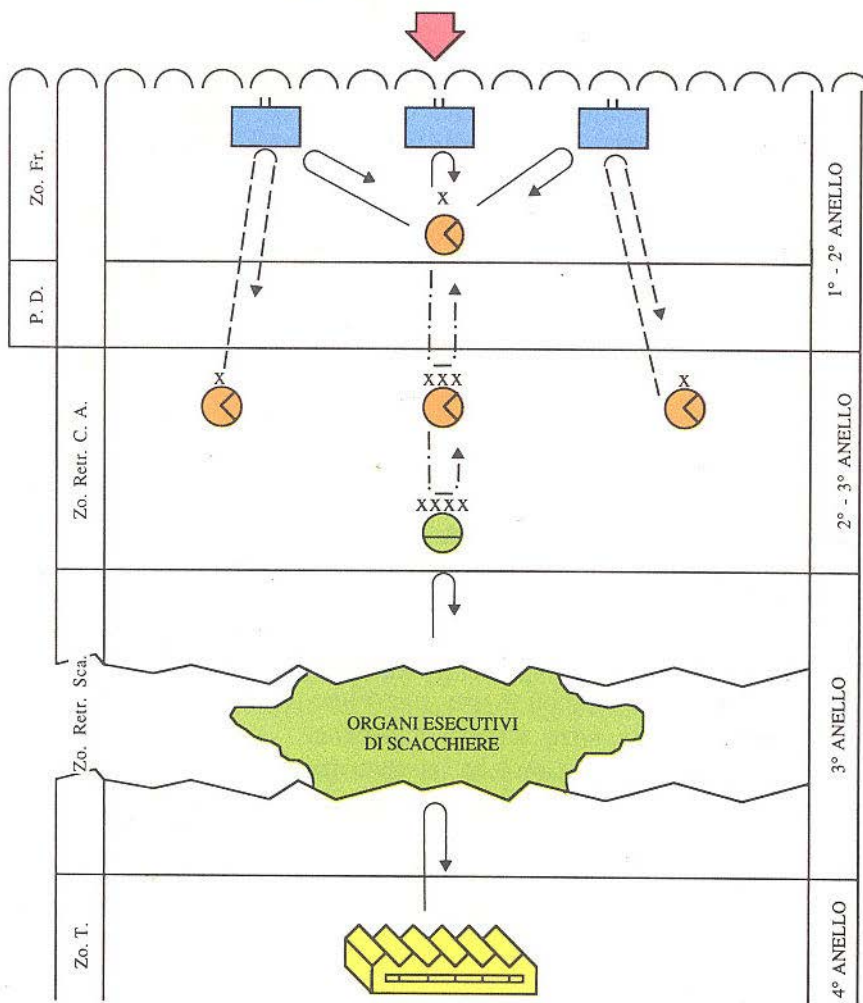 Zo. Fr.
1° - 2° ANELLO
X
P. D.
Zo. Retr. C. A.
2° - 3° ANELLO
X
XXX
X
XXXX
Zo. Retr. Sca.
3° ANELLO
ORGANI ESECUTIVI
DI SCACCHIERE
Zo. T.
4° ANELLO